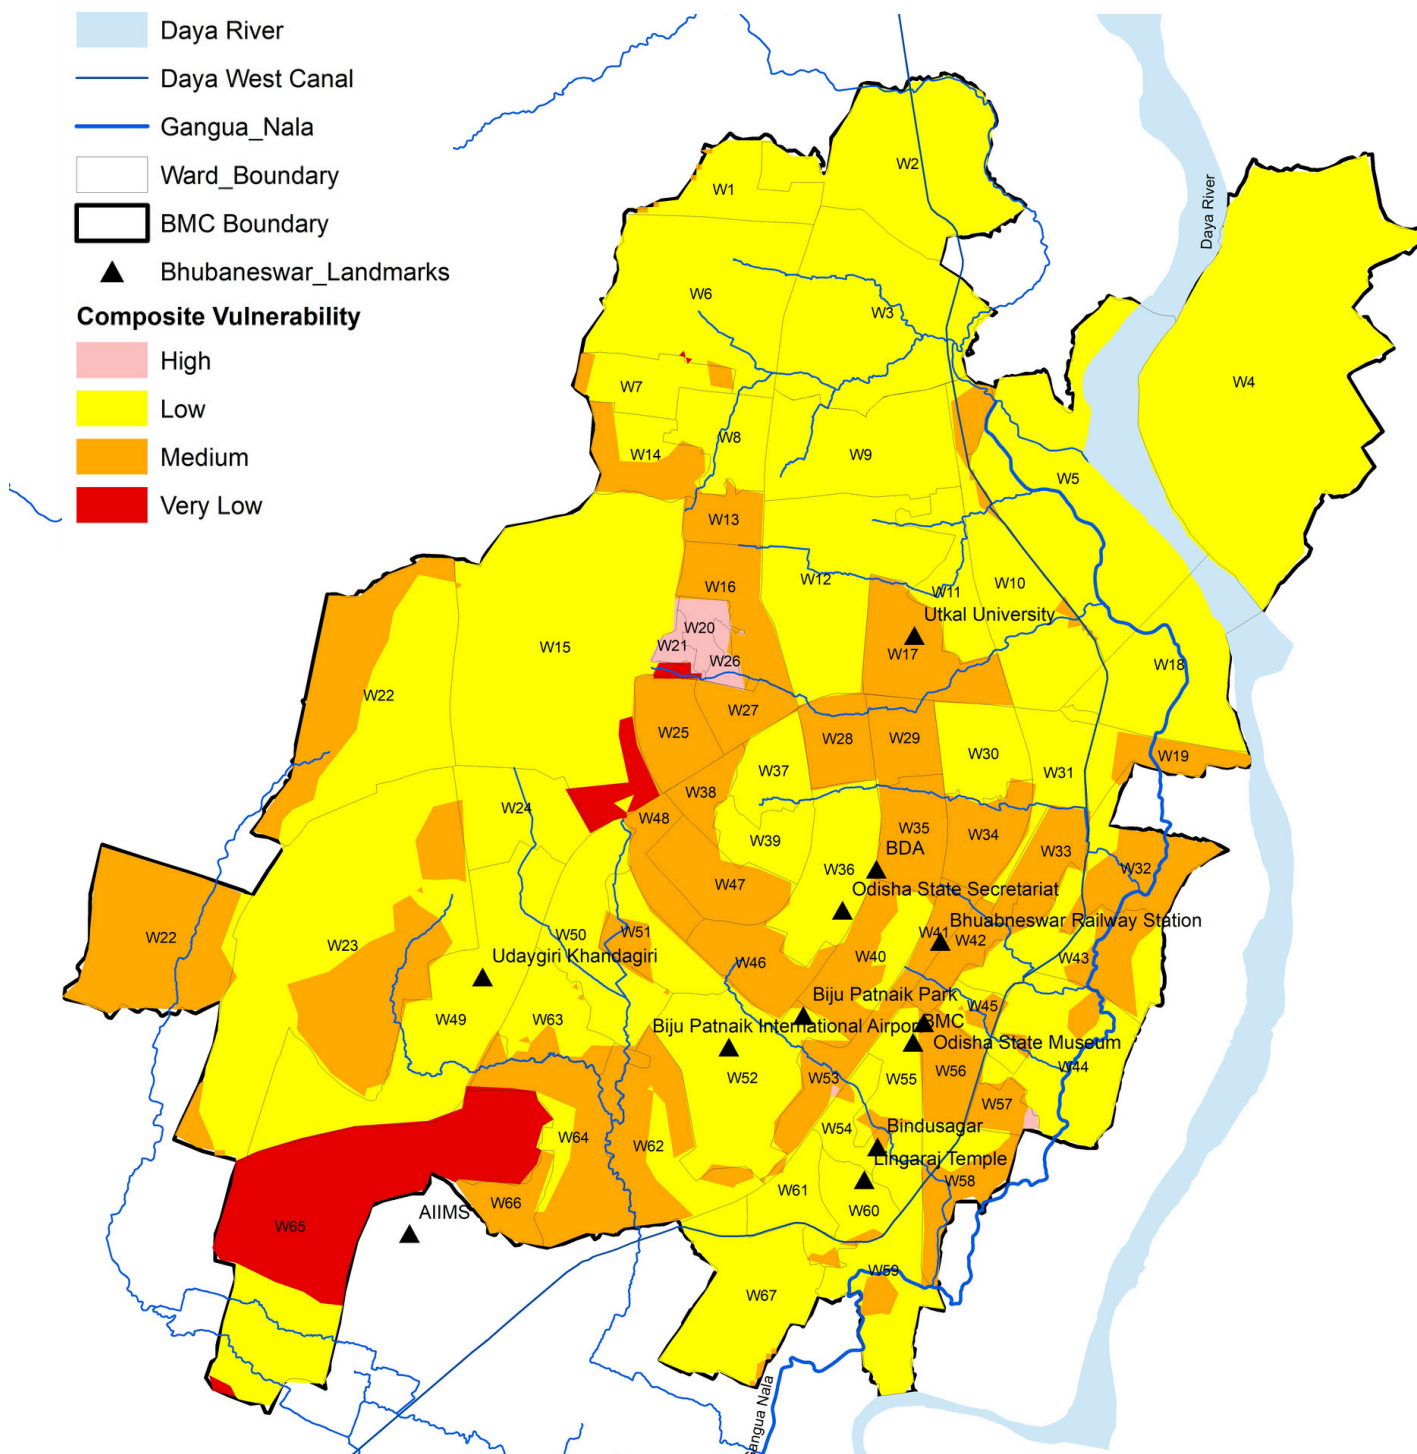 Daya River
Daya West Canal
Gangua_Nala
Ward_Boundary
BMC Boundary
Bhubaneswar_Landmarks
Composite Vulnerability
High
Low
Medium
Very Low
W2
W1
Daya River
W6
W3
W4
W7
W8
W14
W9
W5
W13
W16
W12
W11
W10
Utkal University
W20
W21
W26
W17
W15
W18
W22
W27
W25
W28
W29
W30
W31
W19
W37
W38
W24
W48
W39
W35
W34
W33
BDA
W36
W32
W47
Odisha State Secretariat
W22
W23
W50
W51
W41
Bhuabneswar Railway Station
W42
Udaygiri Khandagiri
W46
W40
W43
Biju Patnaik Park
W49
W63
W45
Biju Patnaik International Airport
BMC
Odisha State Museum
W52
W53
W55
W56
W44
W57
W54
Bindusagar
W64
W62
Lingaraj Temple
W58
W61
W66
W60
AIIMS
W65
W59
W67
Gangua Nala